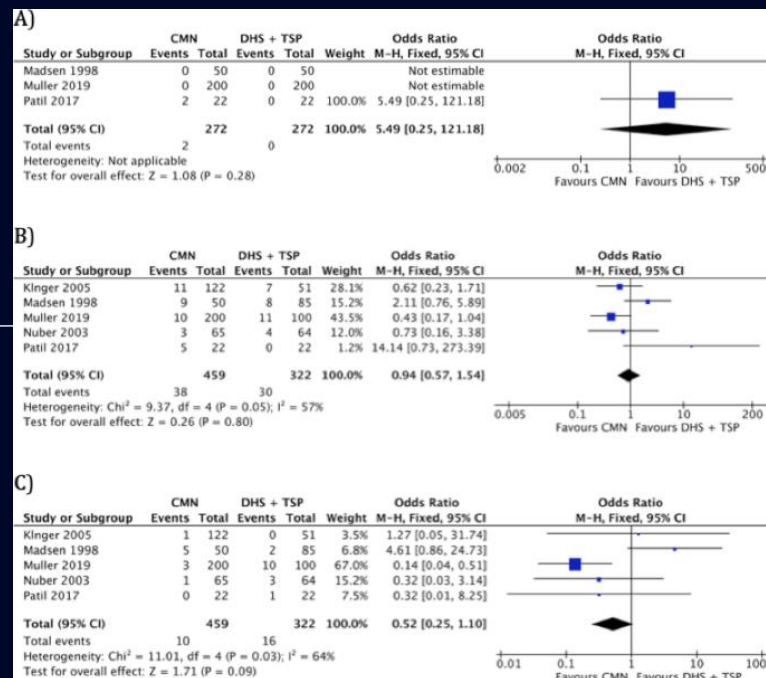 A)
CMN DHS + TSP Odds Ratio Odds Ratio
Study or Subgroup Events Total Events Total Weight M-H, Fixed, 95% CI M-H, Fixed, 95% CI
Madsen 1998 0 50 0 50 Not estimable
Muller 2019 0 200 0 200 Not estimable
Patil 2017 2 22 0 22 100.0% 5.49 [0.25, 121.18]
Total (95% CI) 272 272 100.0% 5.49 [0.25, 121.18]
Total events 2 0
Heterogeneity: Not applicable
Test for overall effect: Z = 1.08 (P = 0.28)
0.002 0.1 1 10 500
Favours CMN Favours DHS + TSP
B)
CMN DHS + TSP Odds Ratio Odds Ratio
Study or Subgroup Events Total Events Total Weight M-H, Fixed, 95% CI M-H, Fixed, 95% CI
Klnger 2005 11 122 7 51 28.1% 0.62 [0.23, 1.71]
Madsen 1998 9 50 8 85 15.2% 2.11 [0.76, 5.89]
Muller 2019 10 200 11 100 43.5% 0.43 [0.17, 1.04]
Nuber 2003 3 65 4 64 12.0% 0.73 [0.16, 3.38]
Patil 2017 5 22 0 22 1.2% 14.14 [0.73, 273.39]
Total (95% CI) 459 322 100.0% 0.94 [0.57, 1.54]
Total events 38 30
Heterogeneity: Chi² = 9.37, df = 4 (P = 0.05); I² = 57%
Test for overall effect: Z = 0.26 (P = 0.80)
0.005 0.1 1 10 200
Favours CMN Favours DHS + TSP
C)
CMN DHS + TSP Odds Ratio Odds Ratio
Study or Subgroup Events Total Events Total Weight M-H, Fixed, 95% CI M-H, Fixed, 95% CI
Klnger 2005 1 122 0 51 3.5% 1.27 [0.05, 31.74]
Madsen 1998 5 50 2 85 6.8% 4.61 [0.86, 24.73]
Muller 2019 3 200 10 100 67.0% 0.14 [0.04, 0.51]
Nuber 2003 1 65 3 64 15.2% 0.32 [0.03, 3.14]
Patil 2017 0 22 1 22 7.5% 0.32 [0.01, 8.25]
Total (95% CI) 459 322 100.0% 0.52 [0.25, 1.10]
Total events 10 16
Heterogeneity: Chi² = 11.01, df = 4 (P = 0.03); I² = 64%
Test for overall effect: Z = 1.71 (P = 0.09)
0.01 0.1 1 10 100
Favours CMN Favours DHS + TSP